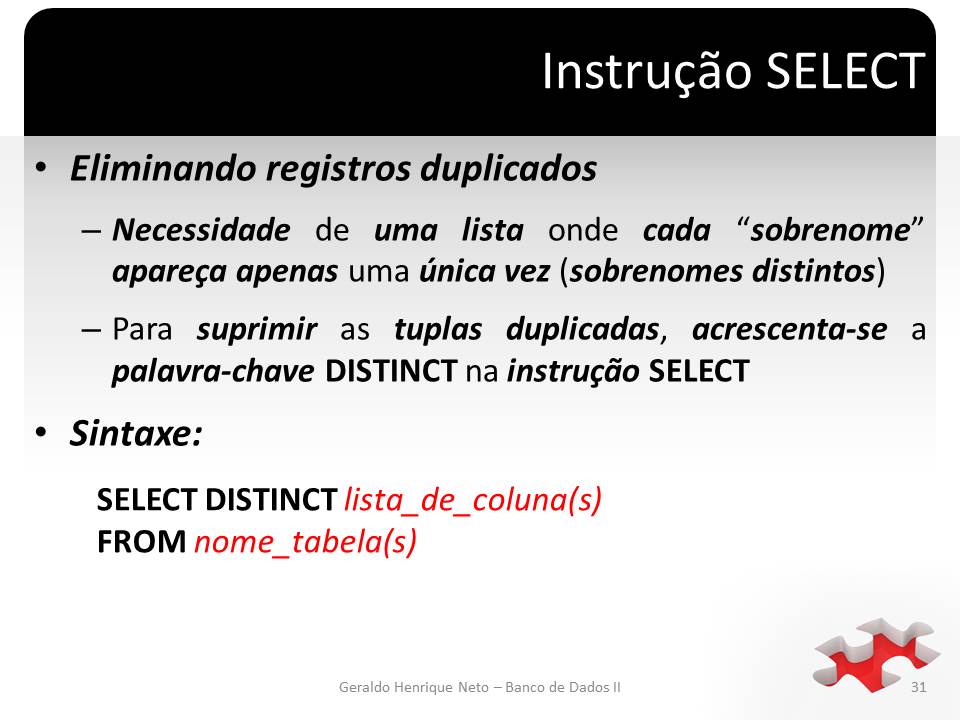 Instrução SELECT
• Eliminando registros duplicados
– Necessidade de uma lista onde cada “sobrenome”
apareça apenas uma única vez (sobrenomes distintos)
– Para suprimir as tuplas duplicadas, acrescenta-se a
palavra-chave DISTINCT na instrução SELECT
• Sintaxe:
SELECT DISTINCT lista_de_coluna(s)
FROM nome_tabela(s)
Geraldo Henrique Neto – Banco de Dados II
31